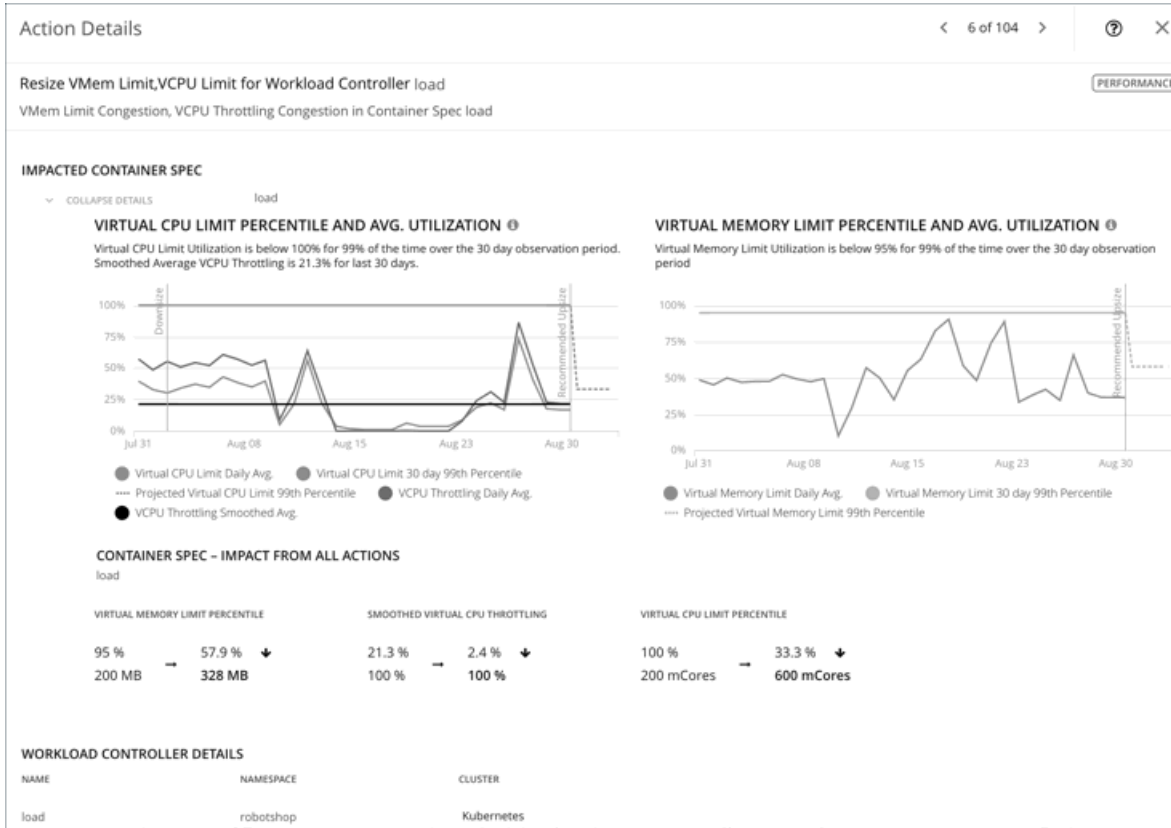 Action Details
6 of 104
Resize VMem Limit,VCPU Limit for Workload Controller load
PERFORMANCE
VMem Limit Congestion, VCPU Throttling Congestion in Container Spec load
IMPACTED CONTAINER SPEC
COLLAPSE DETAILS
load
VIRTUAL CPU LIMIT PERCENTILE AND AVG. UTILIZATION
Virtual CPU Limit Utilization is below 100% for 99% of the time over the 30 day observation period.
Smoothed Average VCPU Throttling is 21.3% for last 30 days.
100%
75%
50%
25%
0%
Downsize
Recommended Upsize
Jul 31
Aug 08
Aug 15
Aug 23
Aug 30
Virtual CPU Limit Daily Avg.
Virtual CPU Limit 30 day 99th Percentile
Projected Virtual CPU Limit 99th Percentile
VCPU Throttling Daily Avg.
VCPU Throttling Smoothed Avg.
VIRTUAL MEMORY LIMIT PERCENTILE AND AVG. UTILIZATION
Virtual Memory Limit Utilization is below 95% for 99% of the time over the 30 day observation
period
100%
75%
50%
25%
0%
Recommended Upsize
Jul 31
Aug 08
Aug 15
Aug 23
Aug 30
Virtual Memory Limit Daily Avg.
Virtual Memory Limit 30 day 99th Percentile
Projected Virtual Memory Limit 99th Percentile
CONTAINER SPEC – IMPACT FROM ALL ACTIONS
load
VIRTUAL MEMORY LIMIT PERCENTILE
95 % → 57.9 % ↓
200 MB 328 MB
SMOOTHED VIRTUAL CPU THROTTLING
21.3 % → 2.4 % ↓
100 % 100 %
VIRTUAL CPU LIMIT PERCENTILE
100 % → 33.3 % ↓
200 mCores 600 mCores
WORKLOAD CONTROLLER DETAILS
NAME
NAMESPACE
CLUSTER
load
robotshop
Kubernetes